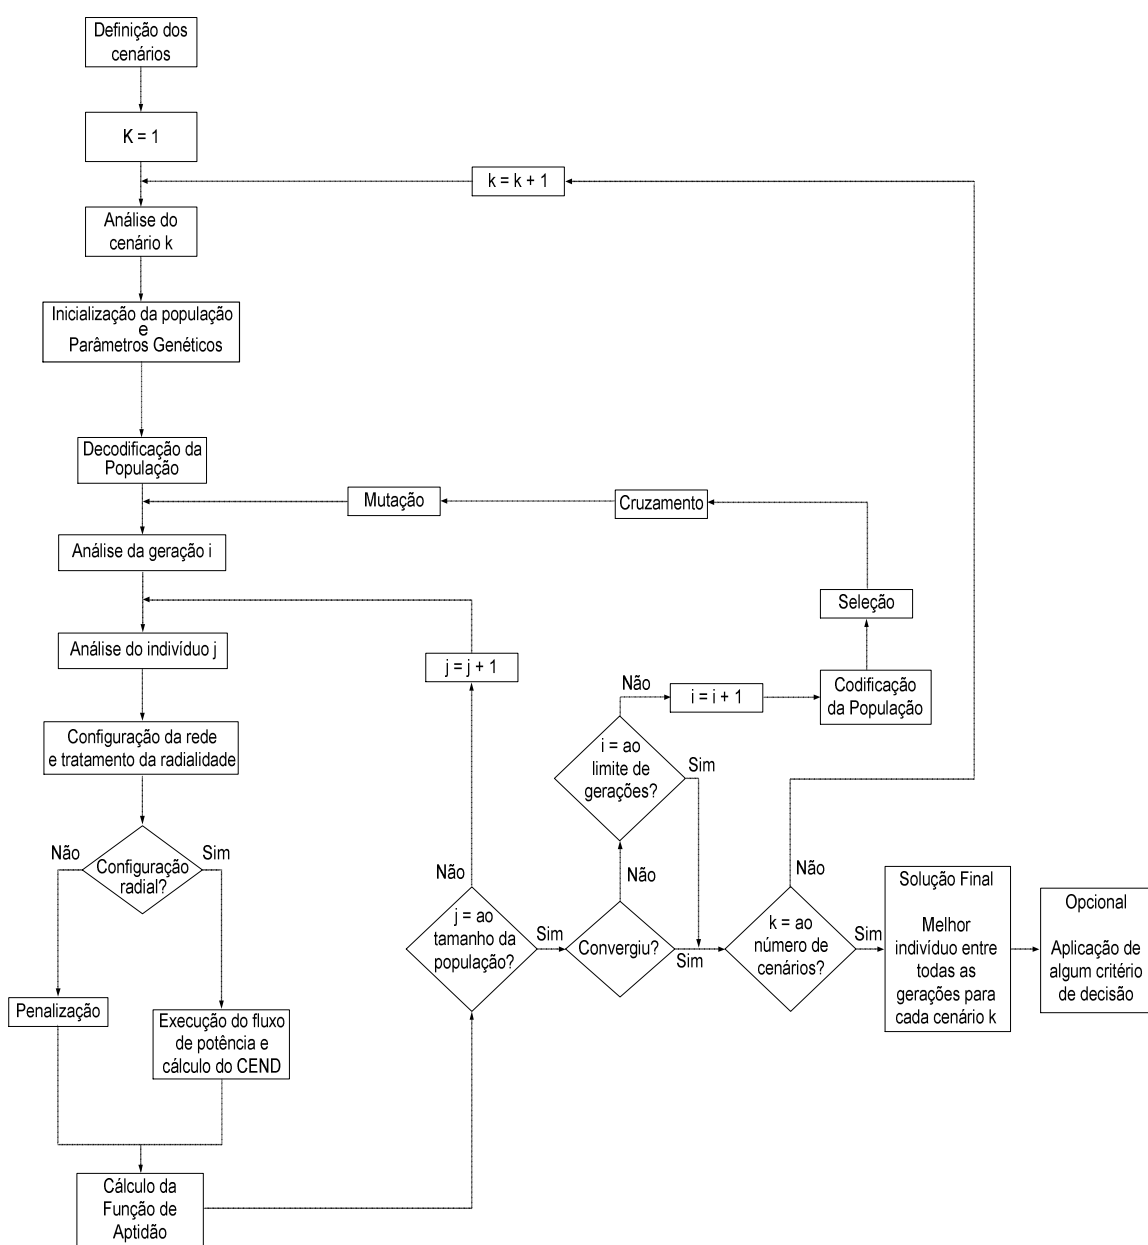 Definição dos
cenários
K = 1
k = k + 1
Análise do
cenário k
Inicialização da população
e
Parâmetros Genéticos
Decodificação da
População
Mutação
Cruzamento
Análise da geração i
Seleção
Análise do indivíduo j
j = j + 1
Não
i = i + 1
Codificação
da População
Configuração da rede
e tratamento da radialidade
i = ao
limite de
gerações?
Sim
Não
Sim
Configuração
radial?
Não
Não
Não
j = ao
tamanho da
população?
Sim
Convergiu?
Sim
k = ao
número de
cenários?
Sim
Solução Final
Melhor
indivíduo entre
todas as
gerações para
cada cenário k
Opcional
Aplicação de
algum critério
de decisão
Penalização
Execução do fluxo
de potência e
cálculo do CEND
Cálculo da
Função de
Aptidão